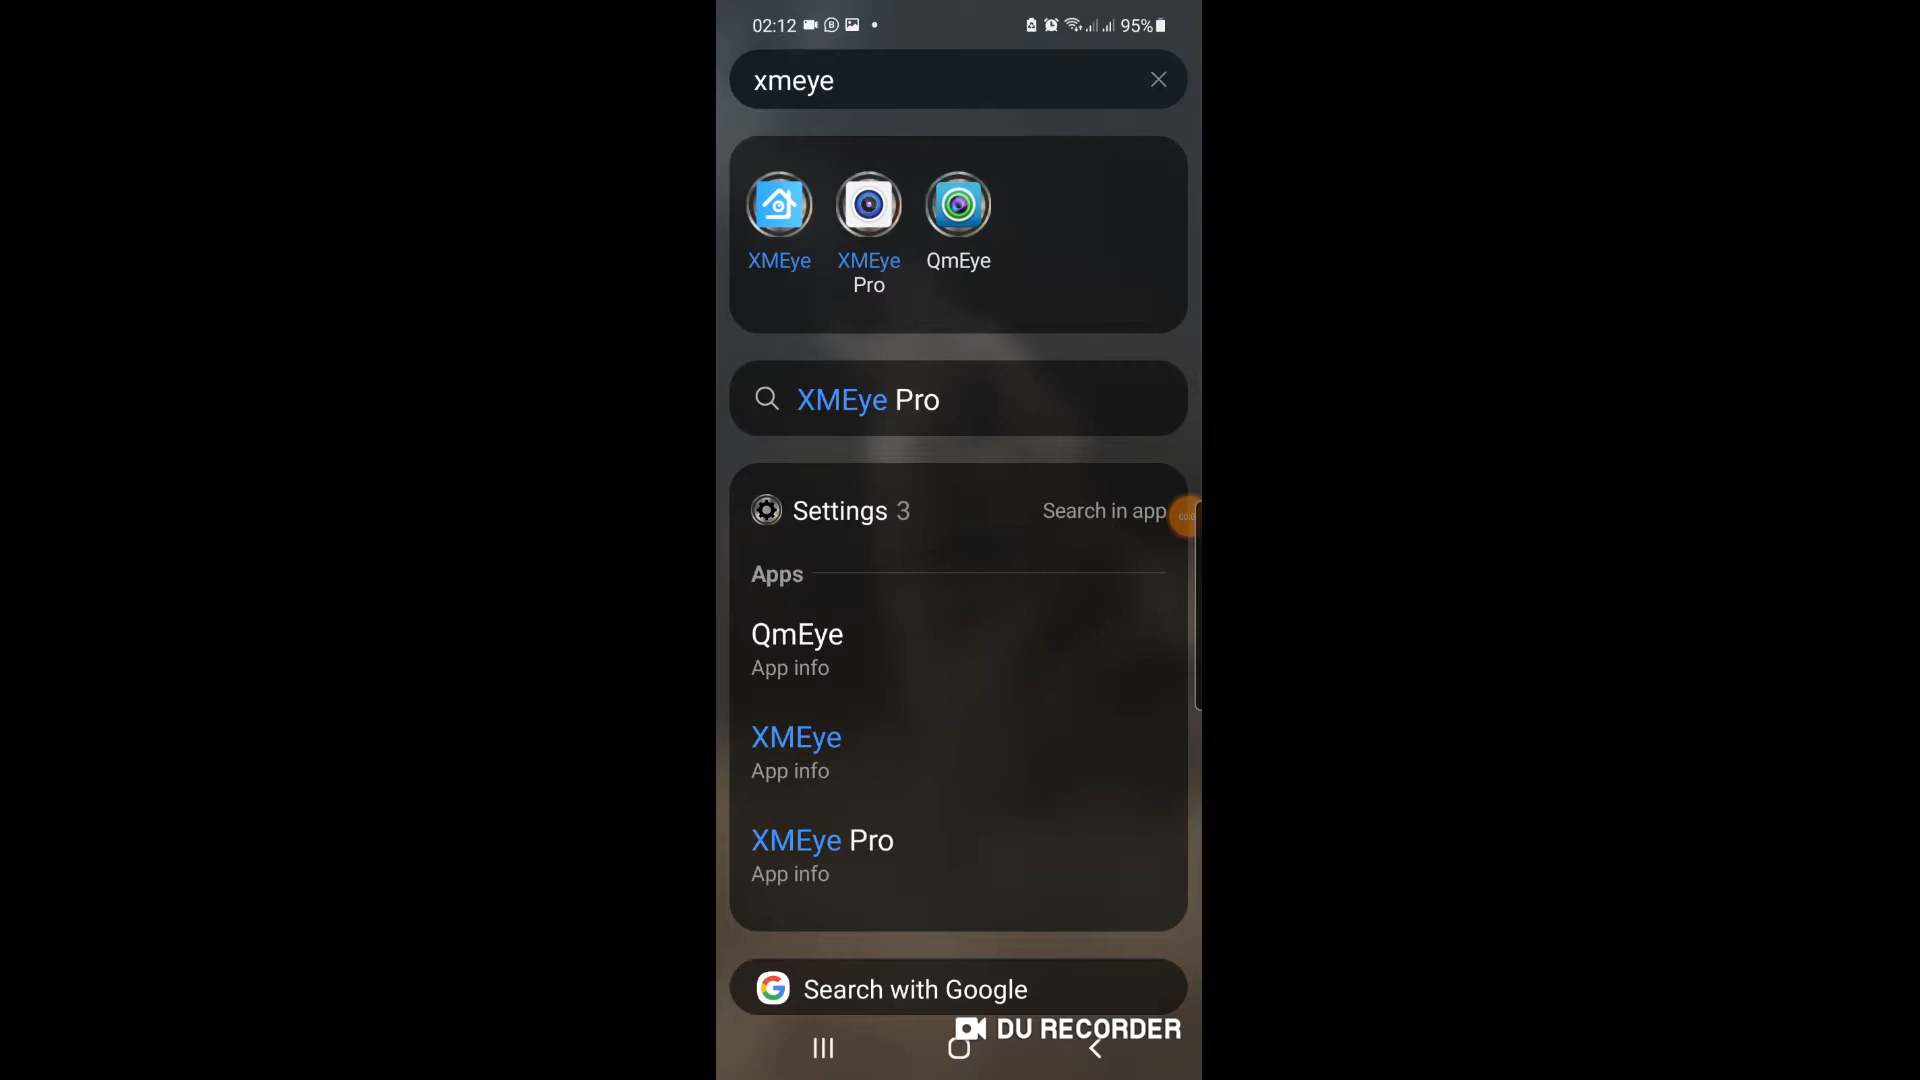 02:12
95%
xmeye
XMEye
XMEye
Pro
QmEye
XMEye Pro
Settings 3
Search in app
Apps
QmEye
App info
XMEye
App info
XMEye Pro
App info
Search with Google
DU RECORDER